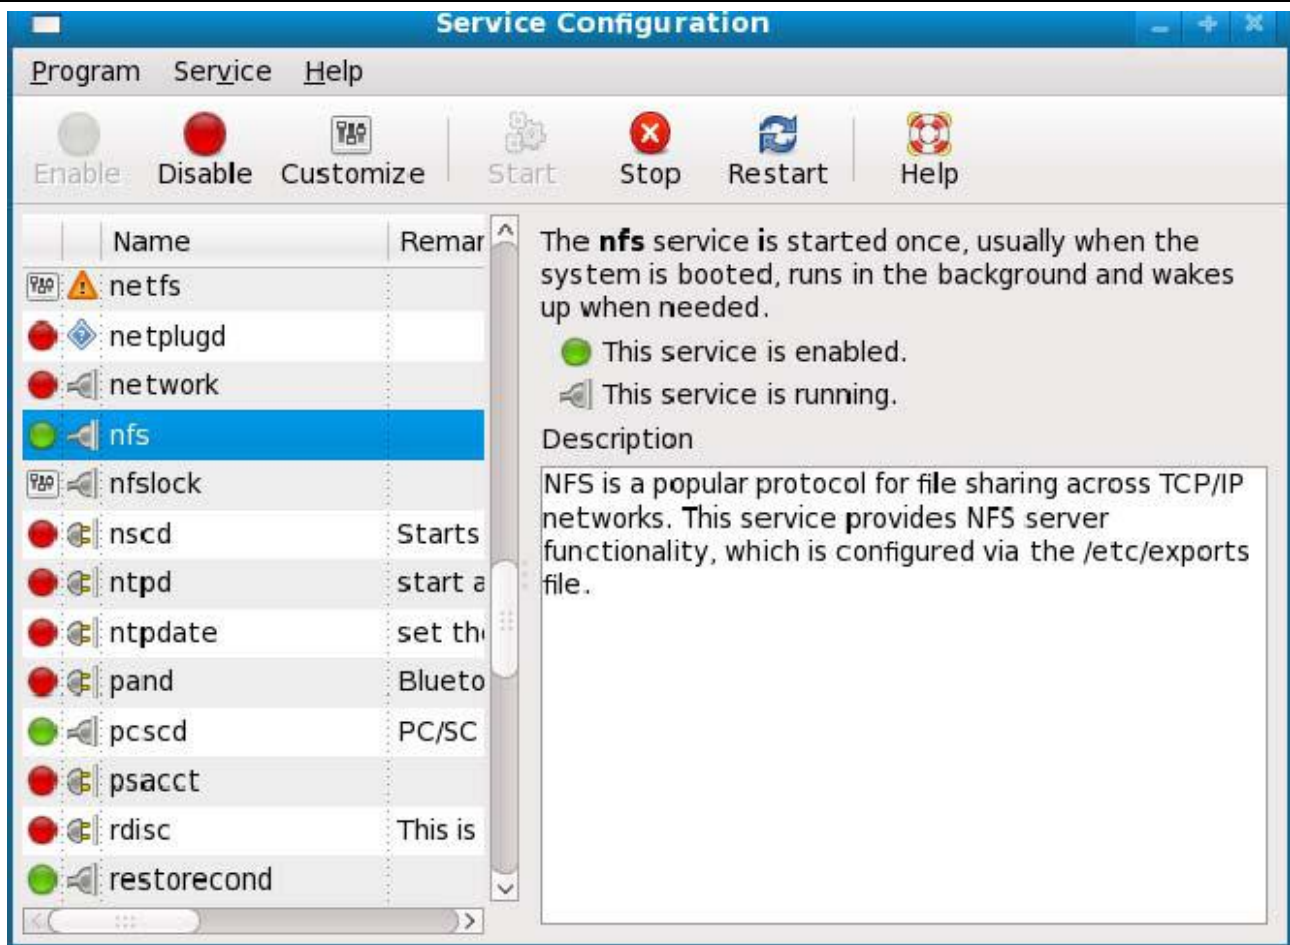 Service Configuration
Program Service Help
Enable Disable Customize Start Stop Restart Help
Name Remar
netfs
netplugd
network
nfs
nfslock
nscd Starts
ntpd start a
ntpdate set the
pand Blueto
pcscd PC/SC
psacct
rdisc This is
restorecond
The nfs service is started once, usually when the
system is booted, runs in the background and wakes
up when needed.
This service is enabled.
This service is running.
Description
NFS is a popular protocol for file sharing across TCP/IP
networks. This service provides NFS server
functionality, which is configured via the /etc/exports
file.